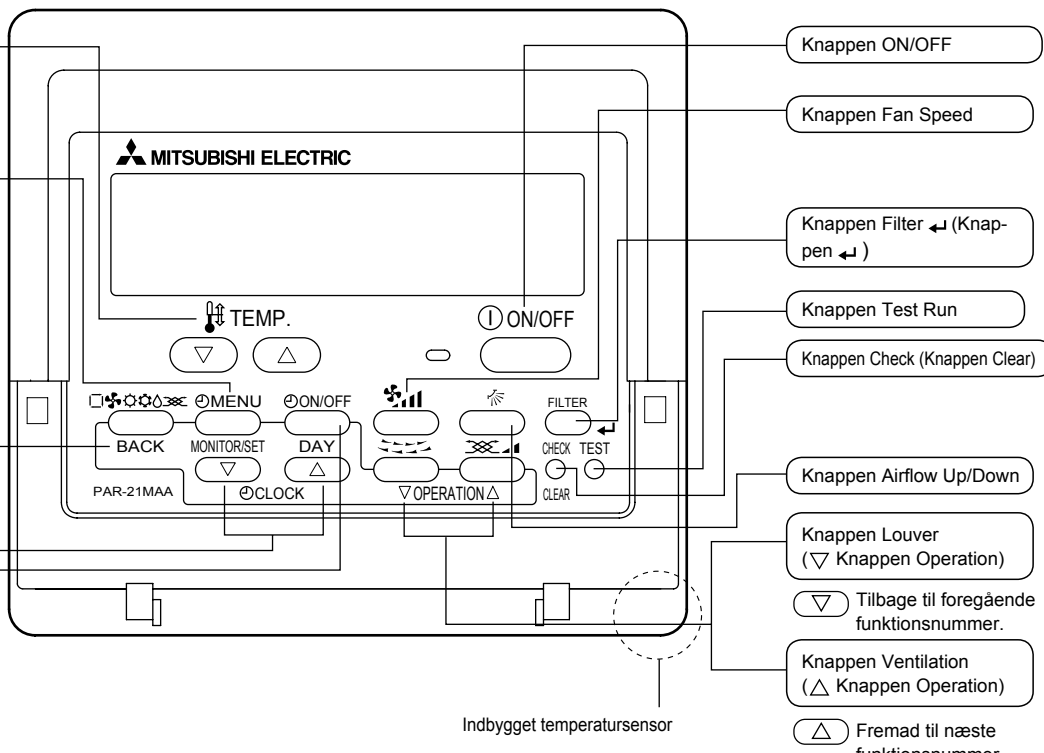 Knappen ON/OFF
Knappen Fan Speed
MITSUBISHI ELECTRIC
Knappen Filter ↵ (Knap-
pen ↵ )
TEMP.
ON/OFF
Knappen Test Run
▽ △
Knappen Check (Knappen Clear)
MENU ON/OFF FILTER
BACK MONITOR/SET DAY CHECK TEST
▽ △
PAR-21MAA CLOCK ▽ OPERATION △ CLEAR
Knappen Airflow Up/Down
Knappen Louver
(▽ Knappen Operation)
▽ Tilbage til foregående
funktionsnummer.
Knappen Ventilation
(△ Knappen Operation)
Indbygget temperatursensor
△ Fremad til næste
funktionsnummer